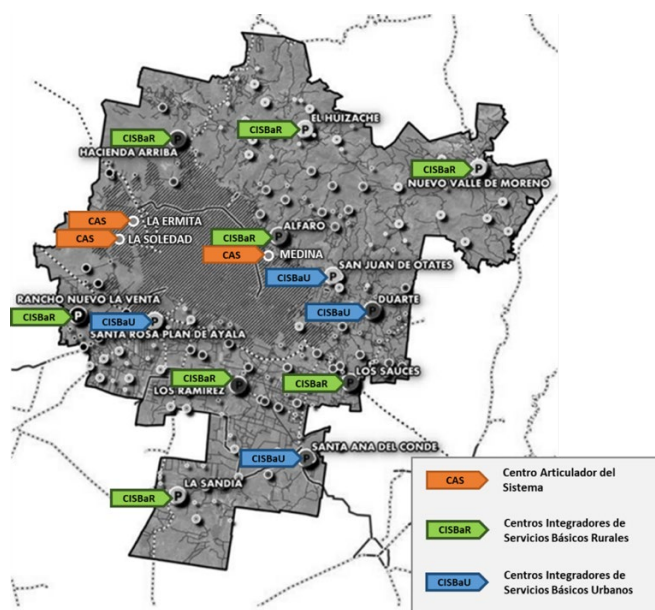 CISBaR
P
EL HUIZACHE
CISBaR
P
HACIENDA ARRIBA
CISBaR
P
NUEVO VALLE DE MORENO
CAS
LA ERMITA
CAS
LA SOLEDAD
CISBaR
P
ALFARO
CAS
MEDINA
CISBaU
P
SAN JUAN DE OTATES
CISBaU
P
DUARTE
RANCHO NUEVO LA VENTA
P
CISBaR
CISBaU
P
SANTA ROSA PLAN DE AYALA
CISBaR
P
LOS RAMIREZ
CISBaR
P
LOS SAUCES
CISBaU
P
SANTA ANA DEL CONDE
CISBaR
P
LA SANDIA
CAS
Centro Articulador del
Sistema
CISBaR
Centros Integradores de
Servicios Básicos Rurales
CISBaU
Centros Integradores de
Servicios Básicos Urbanos